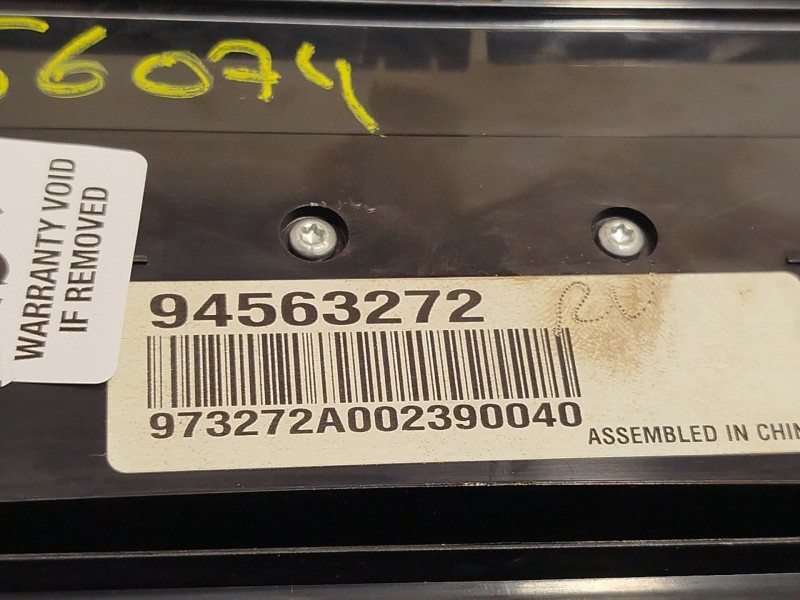 56074
WARRANTY VOID
IF REMOVED
94563272
973272A002390040
ASSEMBLED IN CHIN